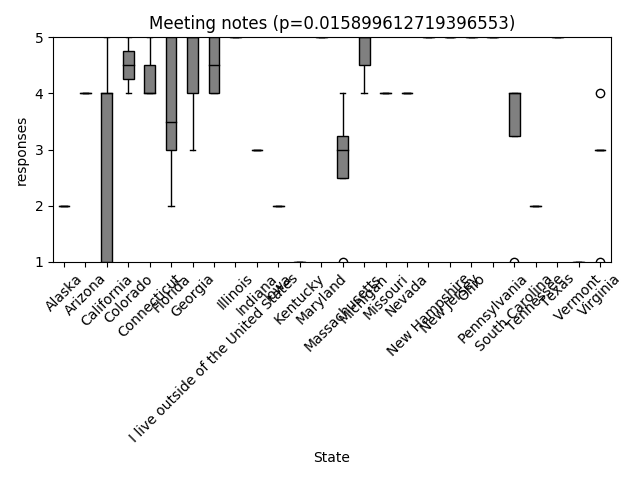 Meeting notes (p=0.015899612719396553)
responses
5
4
3
2
1
Alaska
Arizona
California
Colorado
Connecticut
Florida
Georgia
I live outside of the United States
Illinois
Indiana
Iowa
Kentucky
Maryland
Massachusetts
Michigan
Missouri
Nevada
New Hampshire
New Jersey
Ohio
Pennsylvania
South Carolina
Tennessee
Texas
Vermont
Virginia
State